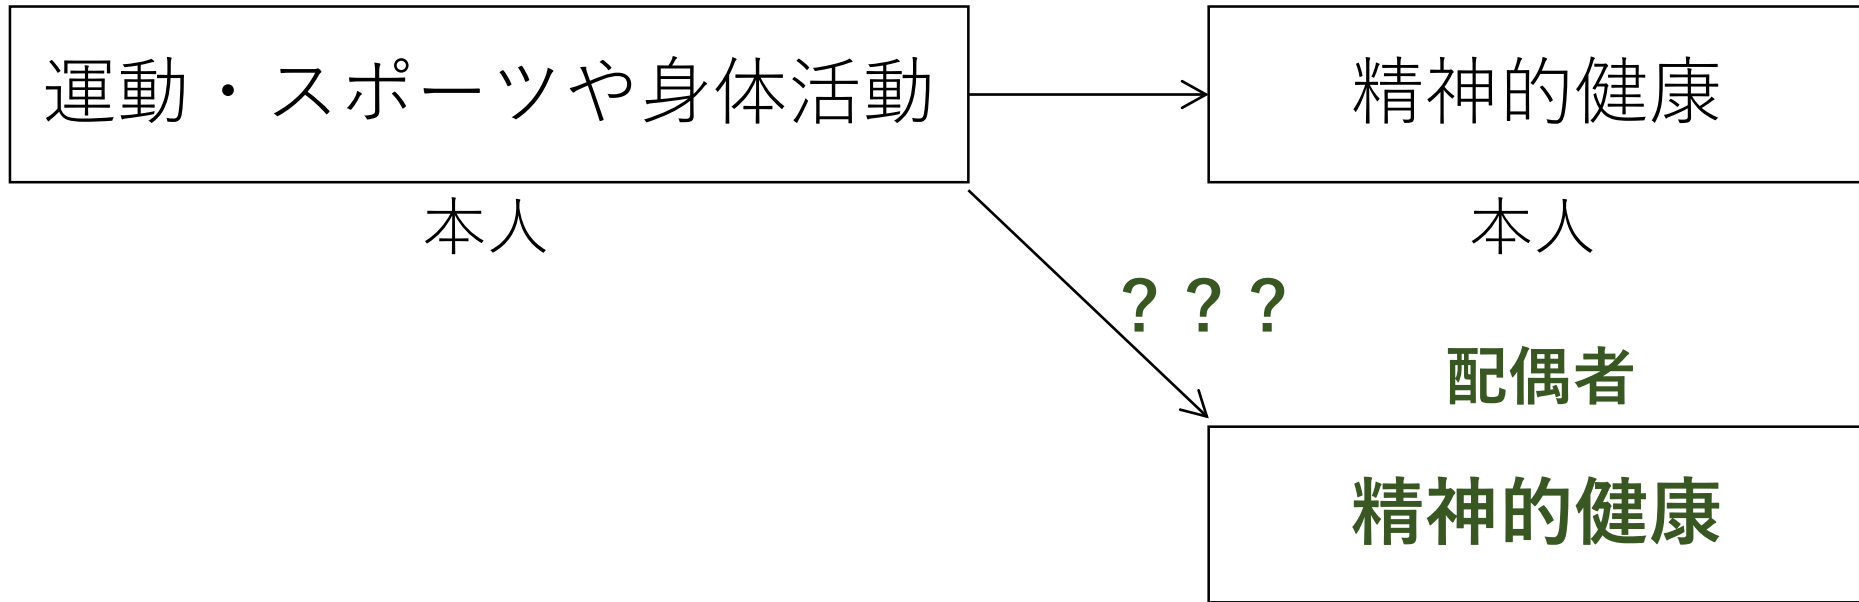 運動・スポーツや身体活動
精神的健康
本人
本人
？？？
配偶者
精神的健康